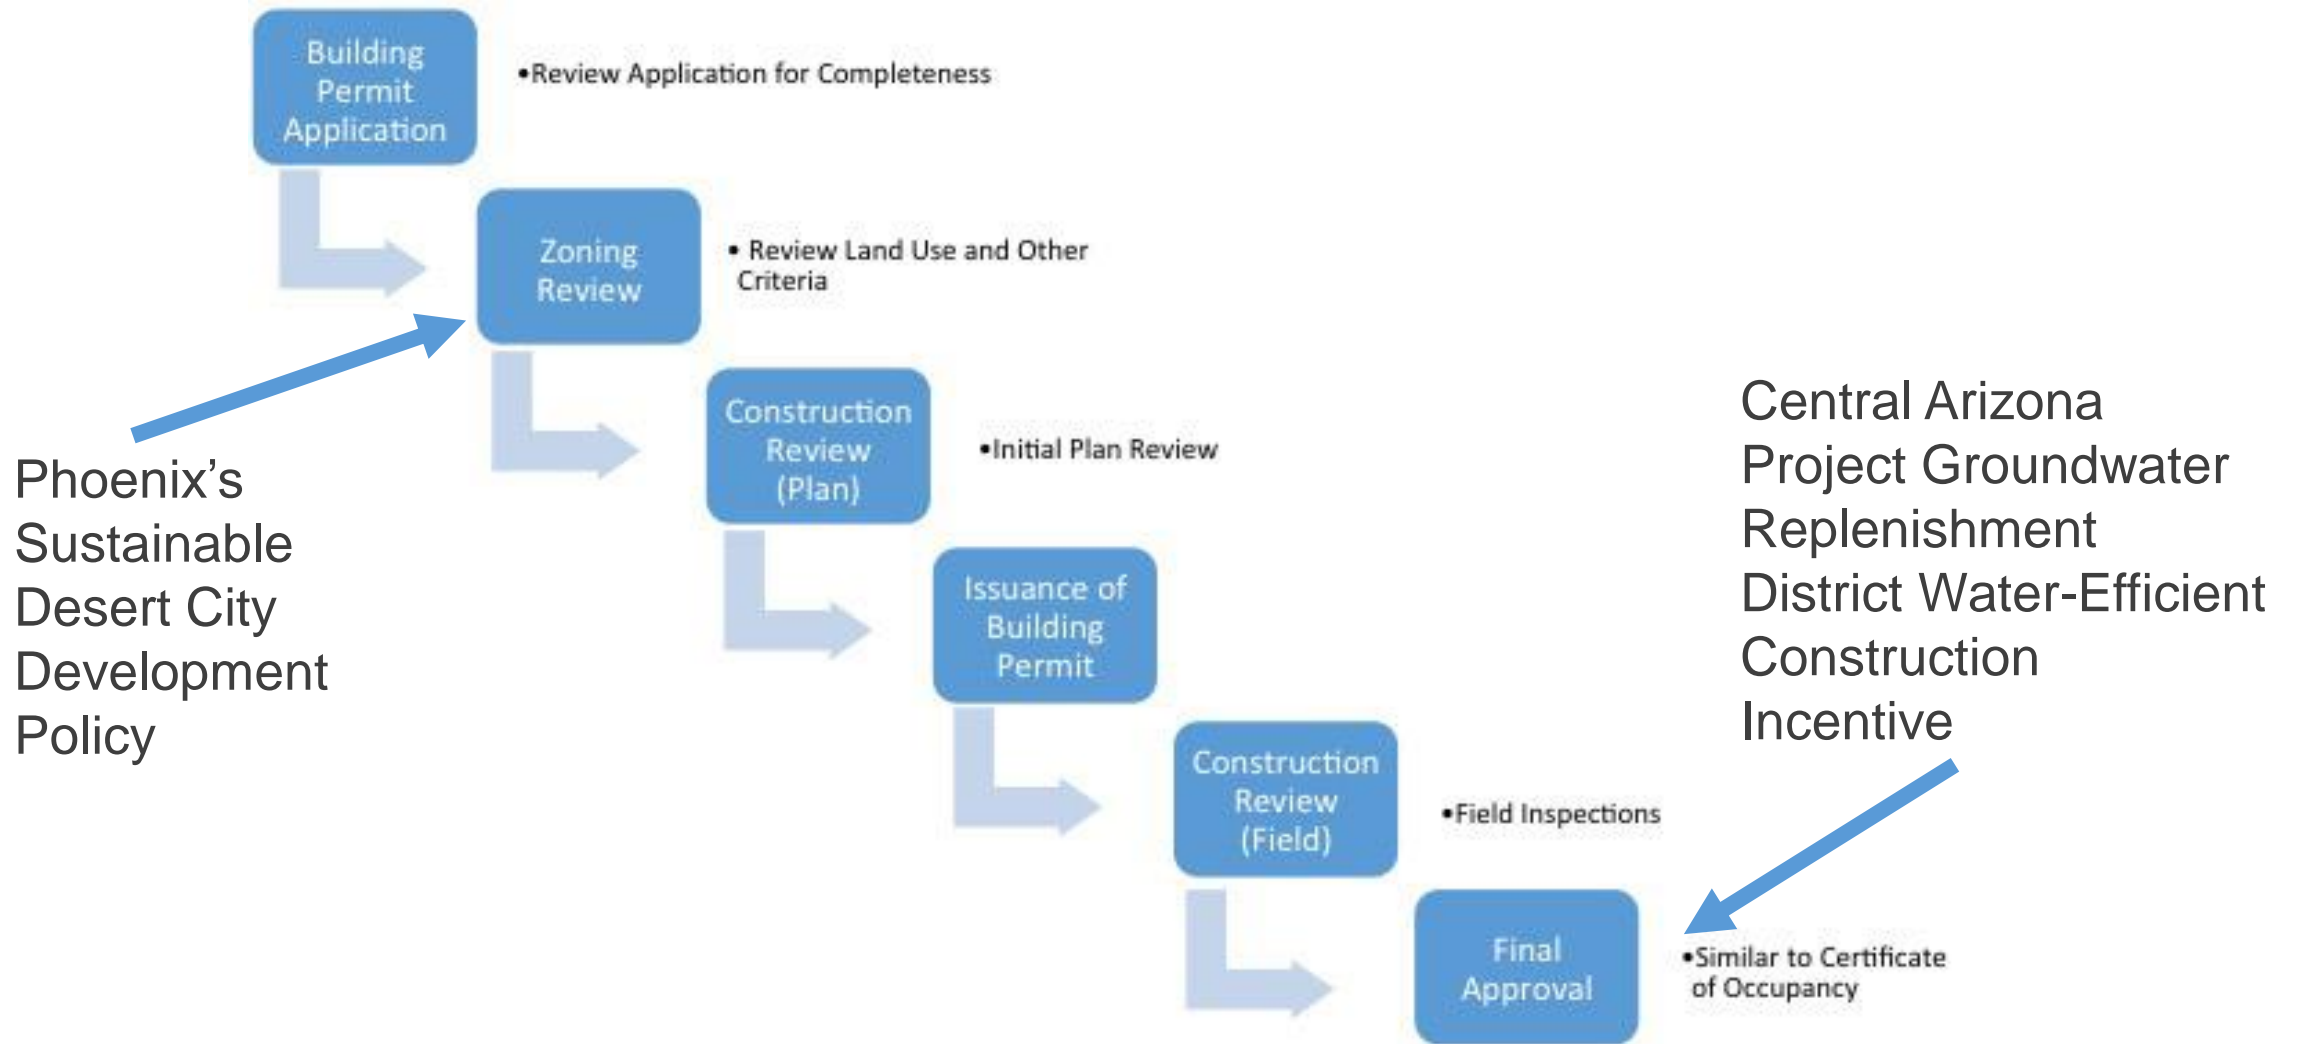 Building
Permit
Application
•Review Application for Completeness
Zoning
Review
• Review Land Use and Other
Criteria
Phoenix’s
Sustainable
Desert City
Development
Policy
Construction
Review
(Plan)
•Initial Plan Review
Issuance of
Building
Permit
Central Arizona
Project Groundwater
Replenishment
District Water-Efficient
Construction
Incentive
Construction
Review
(Field)
•Field Inspections
Final
Approval
•Similar to Certificate
of Occupancy